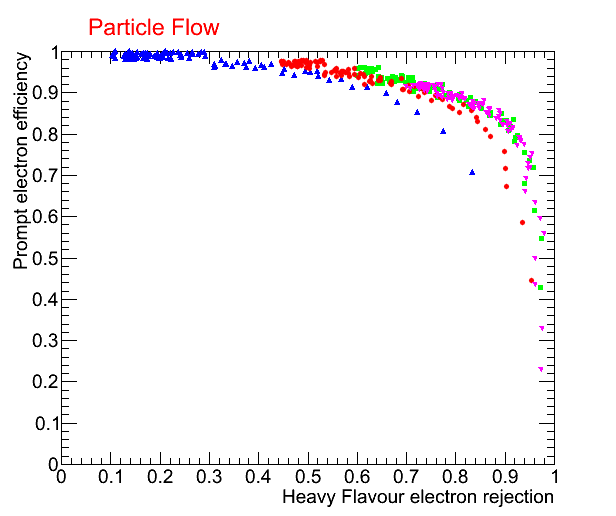 Particle Flow
Prompt electron efficiency
1
0.9
0.8
0.7
0.6
0.5
0.4
0.3
0.2
0.1
0
0 0.1 0.2 0.3 0.4 0.5 0.6 0.7 0.8 0.9 1
Heavy Flavour electron rejection